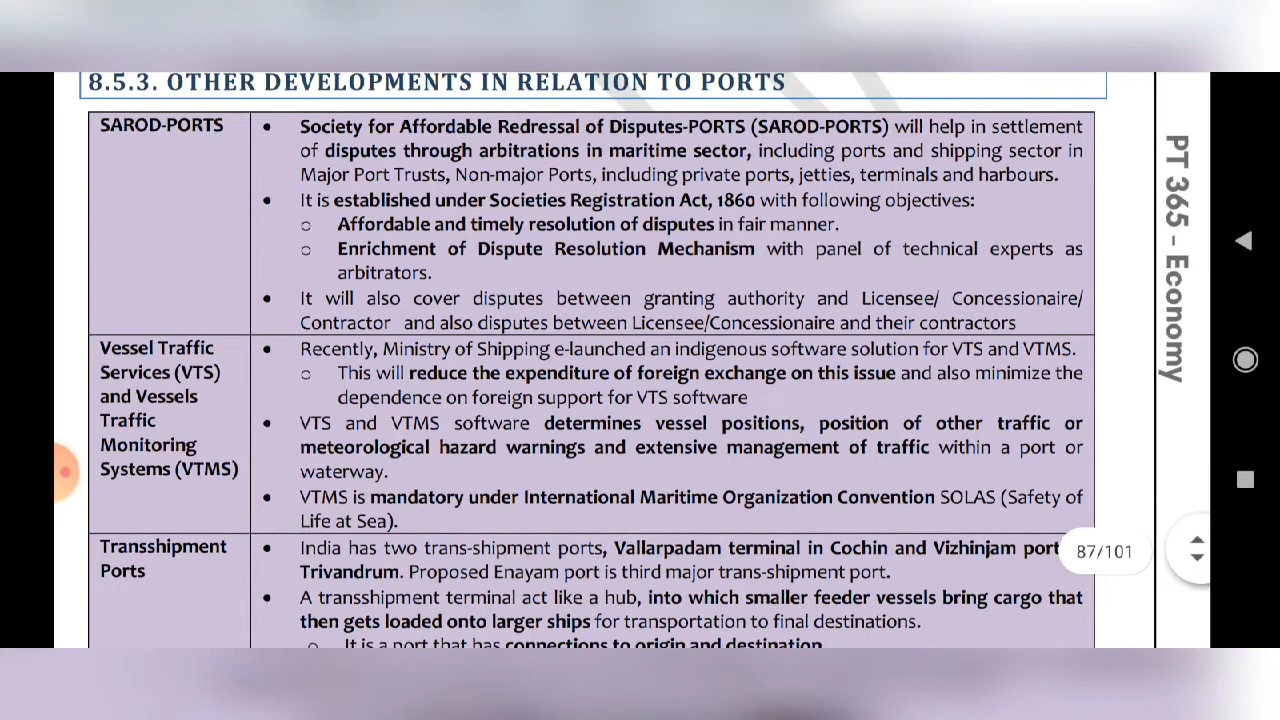 8.5.3. OTHER DEVELOPMENTS IN RELATION TO PORTS
SAROD-PORTS
• Society for Affordable Redressal of Disputes-PORTS (SAROD-PORTS) will help in settlement
of disputes through arbitrations in maritime sector, including ports and shipping sector in
Major Port Trusts, Non-major Ports, including private ports, jetties, terminals and harbours.
• It is established under Societies Registration Act, 1860 with following objectives:
o Affordable and timely resolution of disputes in fair manner.
o Enrichment of Dispute Resolution Mechanism with panel of technical experts as
arbitrators.
• It will also cover disputes between granting authority and Licensee/ Concessionaire/
Contractor and also disputes between Licensee/Concessionaire and their contractors
Vessel Traffic
Services (VTS)
and Vessels
Traffic
Monitoring
Systems (VTMS)
• Recently, Ministry of Shipping e-launched an indigenous software solution for VTS and VTMS.
o This will reduce the expenditure of foreign exchange on this issue and also minimize the
dependence on foreign support for VTS software
• VTS and VTMS software determines vessel positions, position of other traffic or
meteorological hazard warnings and extensive management of traffic within a port or
waterway.
• VTMS is mandatory under International Maritime Organization Convention SOLAS (Safety of
Life at Sea).
Transshipment
Ports
• India has two trans-shipment ports, Vallarpadam terminal in Cochin and Vizhinjam port
Trivandrum. Proposed Enayam port is third major trans-shipment port.
• A transshipment terminal act like a hub, into which smaller feeder vessels bring cargo that
then gets loaded onto larger ships for transportation to final destinations.
o It is a port that has connections to origin and destination
PT 365 - Economy
87/101